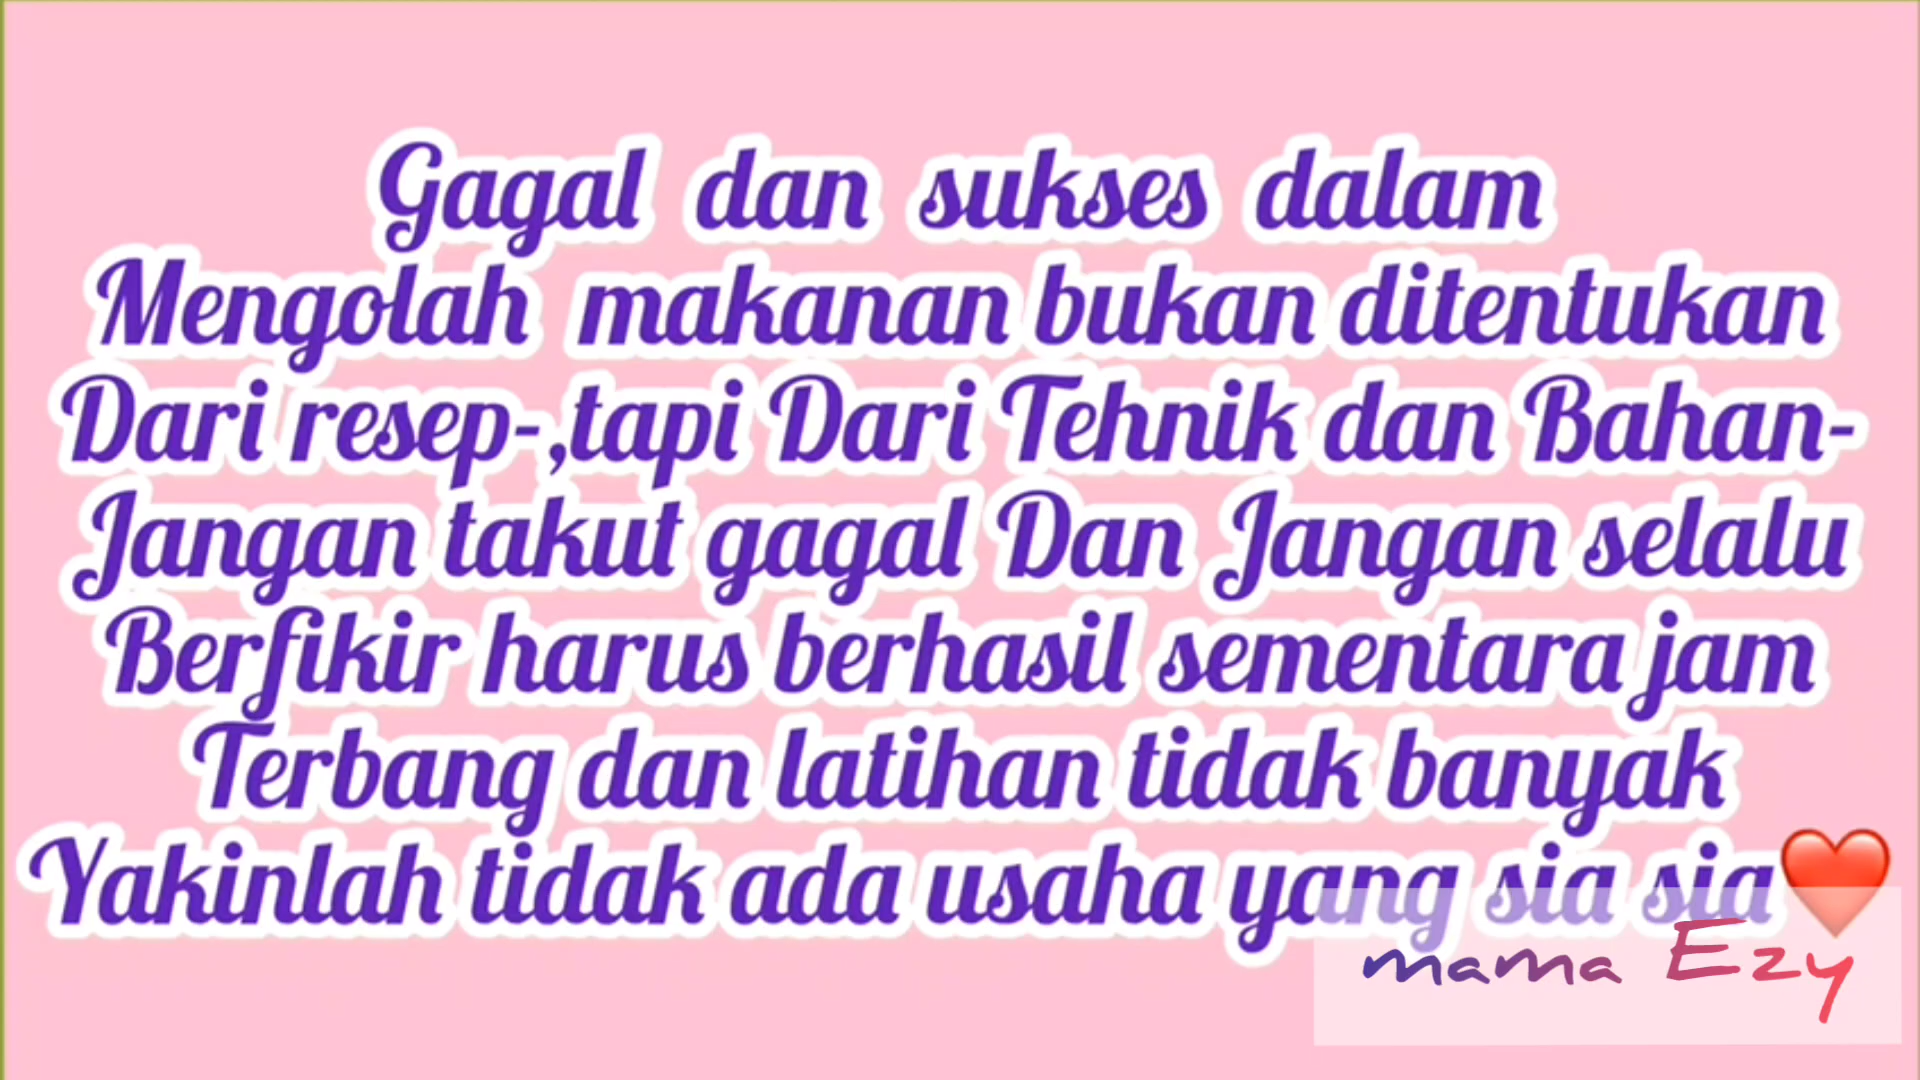 Gagal dan sukses dalam
Mengolah makanan bukan ditentukan
Dari resep-,tapi Dari Tehnik dan Bahan-
Jangan takut gagal Dan Jangan selalu
Berfikir harus berhasil sementara jam
Terbang dan latihan tidak banyak
Yakinlah tidak ada usaha yang sia sia❤️
mama Ezy